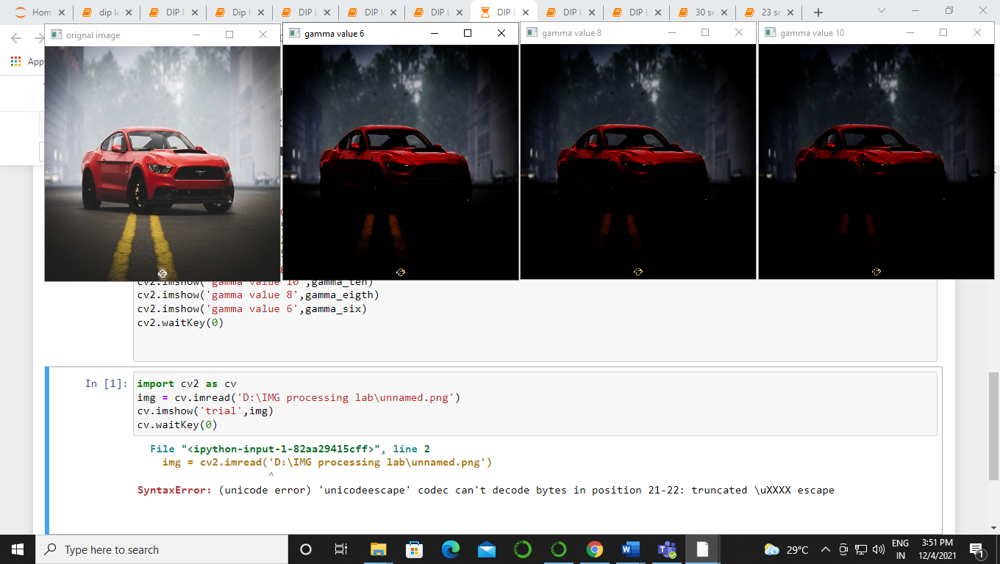 Hom
dip le
DIP l
Dip le
DIP L
DIP l
DIP L
DIP L
DIP l
DIP L
30 se
23 se
orignal image
gamma value 6
gamma value 8
gamma value 10
App
cv2.imshow('gamma value 10',gamma_ten)
cv2.imshow('gamma value 8',gamma_eigth)
cv2.imshow('gamma value 6',gamma_six)
cv2.waitKey(0)
In [1]:
import cv2 as cv
img = cv.imread('D:\IMG processing lab\unnamed.png')
cv.imshow('trial',img)
cv.waitKey(0)
File "<ipython-input-1-82aa29415cff>", line 2
img = cv2.imread('D:\IMG processing lab\unnamed.png')
^
SyntaxError: (unicode error) 'unicodeescape' codec can't decode bytes in position 21-22: truncated \uXXXX escape
Type here to search
29°C
ENG
IN
3:51 PM
12/4/2021
1